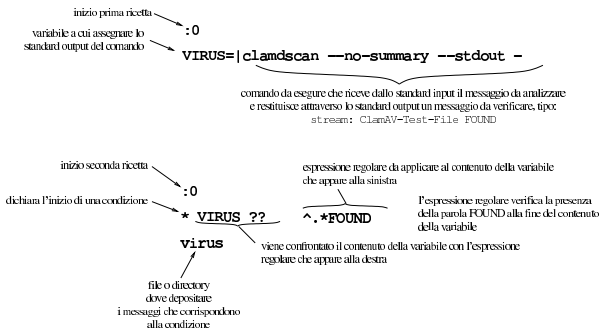 inizio prima ricetta
:0
variabile a cui assegnare lo
standard output del comando
VIRUS=|clamdscan --no-summary --stdout -
comando da esegure che riceve dallo standard input il messaggio da analizzare
e restituisce attraverso lo standard output un messaggio da verificare, tipo:
stream: ClamAV-Test-File FOUND
inizio seconda ricetta
:0
espressione regolare da applicare al contenuto della variabile
che appare alla sinistra
dichiara l'inizio di una condizione
* VIRUS ?? ^.*FOUND
l'espressione regolare verifica la presenza
della parola FOUND alla fine del contenuto
della variabile
virus
viene confrontato il contenuto della variabile con l'espressione
regolare che appare alla destra
file o directory
dove depositare
i messaggi che corrispondono
alla condizione